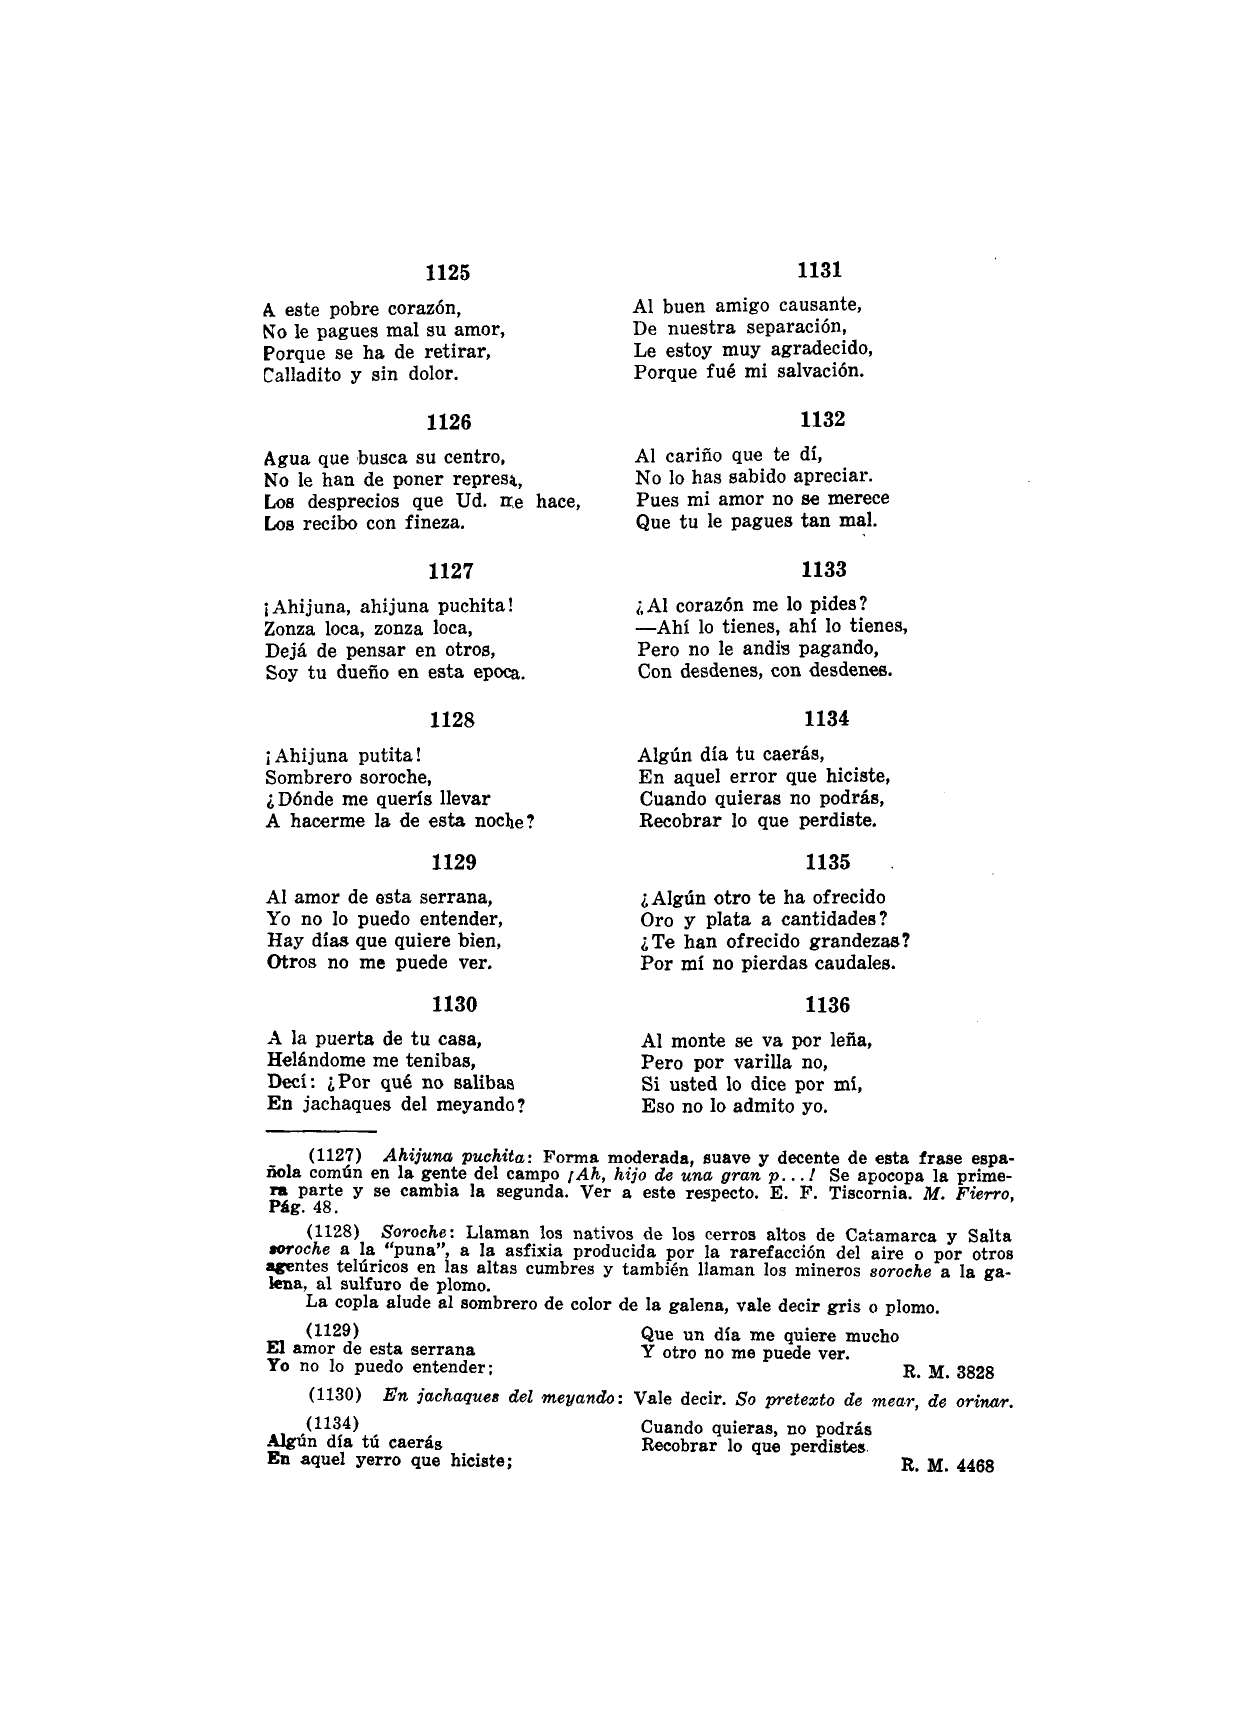 1125
A este pobre corazón,
No le pagues mal su amor,
Porque se ha de retirar,
Calladito y sin dolor.
1126
Agua que busca su centro,
No le han de poner represa,
Los desprecios que Ud. me hace,
Los recibo con fineza.
1127
¡Ahijuna, ahijuna puchita!
Zonza loca, zonza loca,
Dejá de pensar en otros,
Soy tu dueño en esta epoca.
1128
¡Ahijuna putita!
Sombrero soroche,
¿Dónde me querís llevar
A hacerme la de esta noche?
1129
Al amor de esta serrana,
Yo no lo puedo entender,
Hay días que quiere bien,
Otros no me puede ver.
1130
A la puerta de tu casa,
Helándome me tenibas,
Decí: ¿Por qué no salibas
En jachaques del meyando?
1131
Al buen amigo causante,
De nuestra separación,
Le estoy muy agradecido,
Porque fué mi salvación.
1132
Al cariño que te dí,
No lo has sabido apreciar.
Pues mi amor no se merece
Que tu le pagues tan mal.
1133
¿Al corazón me lo pides?
—Ahí lo tienes, ahí lo tienes,
Pero no le andis pagando,
Con desdenes, con desdenes.
1134
Algún día tu caerás,
En aquel error que hiciste,
Cuando quieras no podrás,
Recobrar lo que perdiste.
1135
¿Algún otro te ha ofrecido
Oro y plata a cantidades?
¿Te han ofrecido grandezas?
Por mí no pierdas caudales.
1136
Al monte se va por leña,
Pero por varilla no,
Si usted lo dice por mí,
Eso no lo admito yo.
(1127) Ahijuna puchita: Forma moderada, suave y decente de esta frase espa-
ñola común en la gente del campo ¡Ah, hijo de una gran p...! Se apocopa la prime-
ra parte y se cambia la segunda. Ver a este respecto. E. F. Tiscornia. M. Fierro,
Pág. 48.
(1128) Soroche: Llaman los nativos de los cerros altos de Catamarca y Salta
soroche a la “puna”, a la asfixia producida por la rarefacción del aire o por otros
agentes telúricos en las altas cumbres y también llaman los mineros soroche a la ga-
lena, al sulfuro de plomo.
La copla alude al sombrero de color de la galena, vale decir gris o plomo.
(1129)
El amor de esta serrana
Yo no lo puedo entender;
Que un día me quiere mucho
Y otro no me puede ver.
R. M. 3828
(1130) En jachaques del meyando: Vale decir. So pretexto de mear, de orinar.
(1134)
Algún día tú caerás
En aquel yerro que hiciste;
Cuando quieras, no podrás
Recobrar lo que perdistes
R. M. 4468